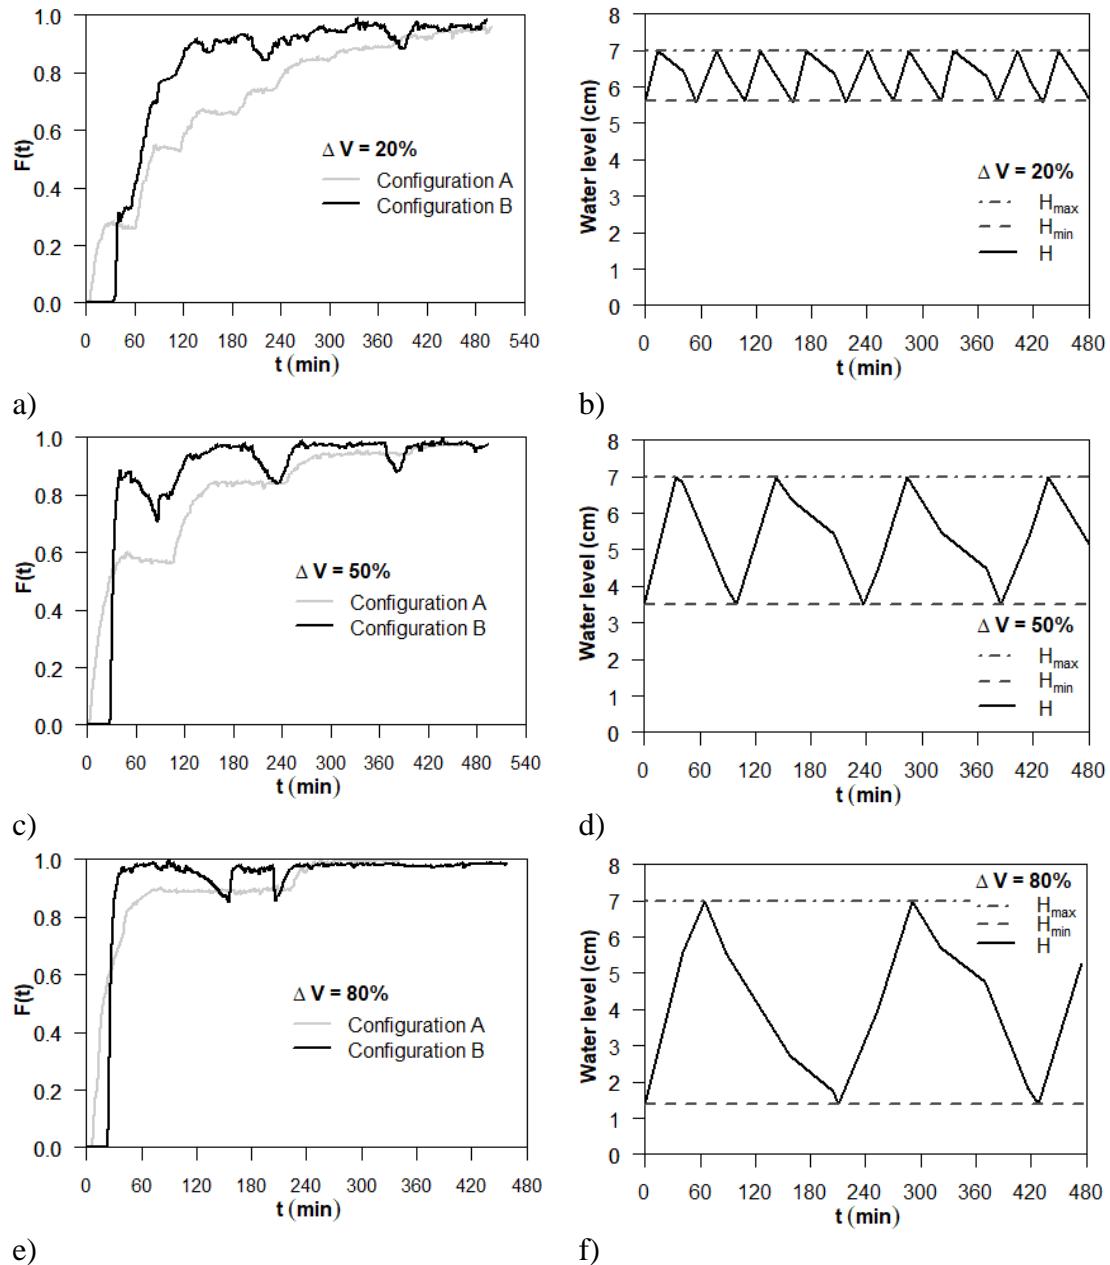 1.0
0.8
0.6
0.4
0.2
0.0
F(t)
Δ V = 20%
Configuration A
Configuration B
0 60 120 180 240 300 360 420 480 540
t (min)
a)
8
7
6
5
4
3
2
1
0
Water level (cm)
Δ V = 20%
Hmax
Hmin
H
0 60 120 180 240 300 360 420 480
t (min)
b)
1.0
0.8
0.6
0.4
0.2
0.0
F(t)
Δ V = 50%
Configuration A
Configuration B
0 60 120 180 240 300 360 420 480 540
t (min)
c)
8
7
6
5
4
3
2
1
0
Water level (cm)
Δ V = 50%
Hmax
Hmin
H
0 60 120 180 240 300 360 420 480
t (min)
d)
1.0
0.8
0.6
0.4
0.2
0.0
F(t)
Δ V = 80%
Configuration A
Configuration B
0 60 120 180 240 300 360 420 480
t (min)
e)
8
7
6
5
4
3
2
1
0
Water level (cm)
Δ V = 80%
Hmax
Hmin
H
0 60 120 180 240 300 360 420 480
t (min)
f)